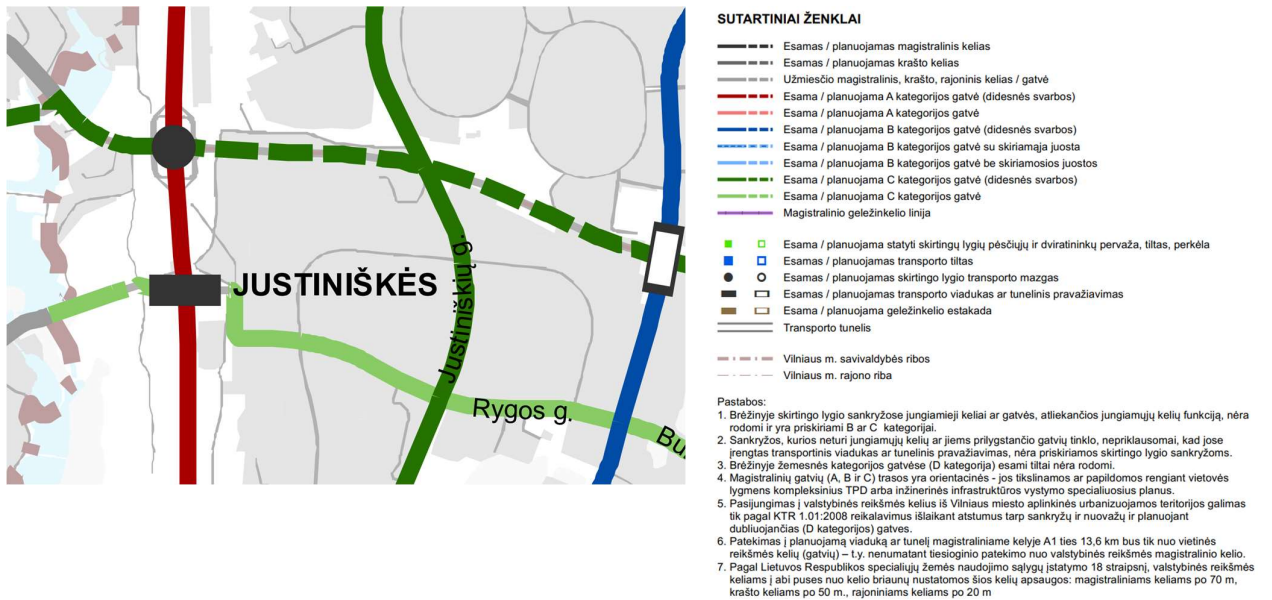 JUSTINIŠKĖS
Justiniškių g.
Rygos g.
SUTARTINIAI ŽENKLAI
Esamas / planuojamas magistralinis kelias
Esamas / planuojamas krašto kelias
Užmiesčio magistralinis, krašto, rajoninis kelias / gatvė
Esama / planuojama A kategorijos gatvė (didesnės svarbos)
Esama / planuojama A kategorijos gatvė
Esama / planuojama B kategorijos gatvė (didesnės svarbos)
Esama / planuojama B kategorijos gatvė su skiriamąja juosta
Esama / planuojama B kategorijos gatvė be skiriamosios juostos
Esama / planuojama C kategorijos gatvė (didesnės svarbos)
Esama / planuojama C kategorijos gatvė
Magistralinio geležinkelio linija
Esama / planuojama statyti skirtingų lygių pėsčiųjų ir dviratininkų pervaža, tiltas, perkėla
Esamas / planuojamas transporto tiltas
Esamas / planuojamas skirtingo lygio transporto mazgas
Esamas / planuojamas transporto viadukas ar tunelinis pravažiavimas
Esama / planuojama geležinkelio estakada
Transporto tunelis
Vilniaus m. savivaldybės ribos
Vilniaus m. rajono riba
Pastabos:
1. Brėžinyje skirtingo lygio sankryžose jungiamieji keliai ar gatvės, atliekančios jungiamųjų kelių funkciją, nėra
rodomi ir yra priskiriami B ar C kategorijai.
2. Sankryžos, kurios neturi jungiamųjų kelių ar jiems prilygstančio gatvių tinklo, nepriklausomai, kad jose
įrengtas transportinis viadukas ar tunelinis pravažiavimas, nėra priskiriamos skirtingo lygio sankryžoms.
3. Brėžinyje žemesnės kategorijos gatvėse (D kategorija) esami tiltai nėra rodomi.
4. Magistralinių gatvių (A, B ir C) trasos yra orientacinės - jos tikslinamos ar papildomos rengiant vietovės
lygmens kompleksinius TPD arba inžinerinės infrastruktūros vystymo specialiuosius planus.
5. Pasijungimas į valstybinės reikšmės kelius iš Vilniaus miesto aplinkinės urbanizuojamos teritorijos galimas
tik pagal KTR 1.01:2008 reikalavimus išlaikant atstumus tarp sankryžų ir nuovažų ir planuojant
dubliuojančias (D kategorijos) gatves.
6. Patekimas į planuojamą viaduką ar tunelį magistraliniame kelyje A1 ties 13,6 km bus tik nuo vietinės
reikšmės kelių (gatvių) – t.y. nenumatant tiesioginio patekimo nuo valstybinės reikšmės magistralinio kelio.
7. Pagal Lietuvos Respublikos specialiųjų žemės naudojimo sąlygų įstatymo 18 straipsnį, valstybinės reikšmės
keliams į abi puses nuo kelio briaunų nustatomos šios kelių apsaugos: magistraliniams keliams po 70 m,
krašto keliams po 50 m., rajoniniams keliams po 20 m